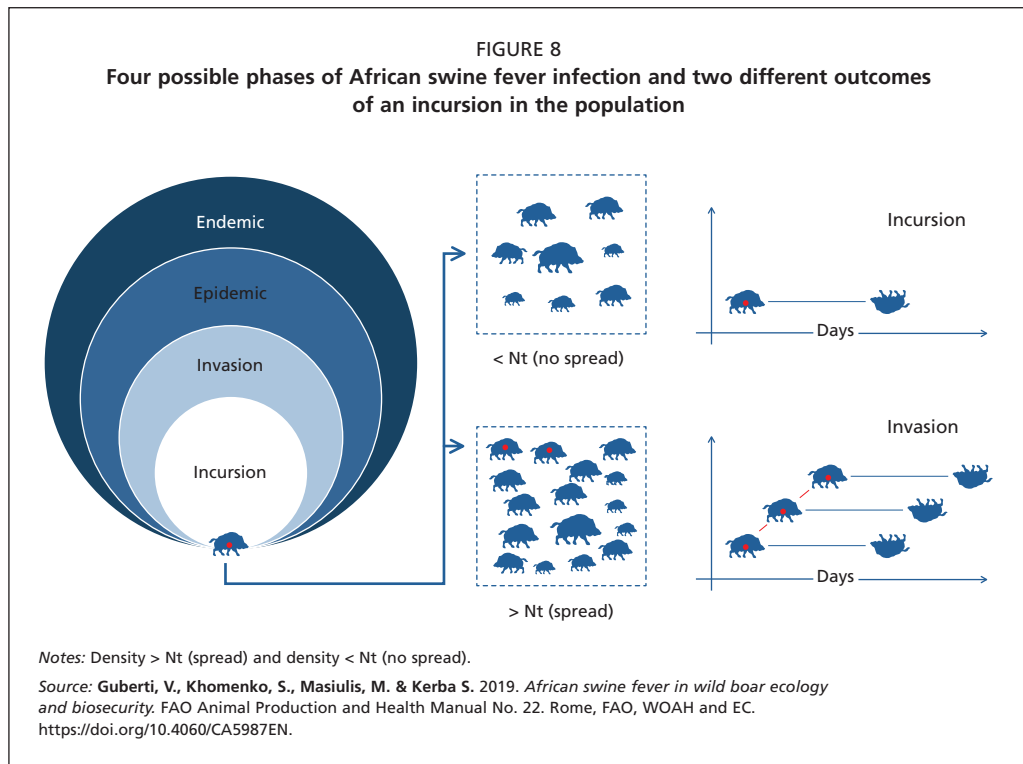 FIGURE 8
Four possible phases of African swine fever infection and two different outcomes
of an incursion in the population
Endemic
Epidemic
Invasion
Incursion
< Nt (no spread)
> Nt (spread)
Incursion
Days
Invasion
Days
Notes: Density > Nt (spread) and density < Nt (no spread).
Source: Guberti, V., Khomenko, S., Masiulis, M. & Kerba S. 2019. African swine fever in wild boar ecology
and biosecurity. FAO Animal Production and Health Manual No. 22. Rome, FAO, WOAH and EC.
https://doi.org/10.4060/CA5987EN.